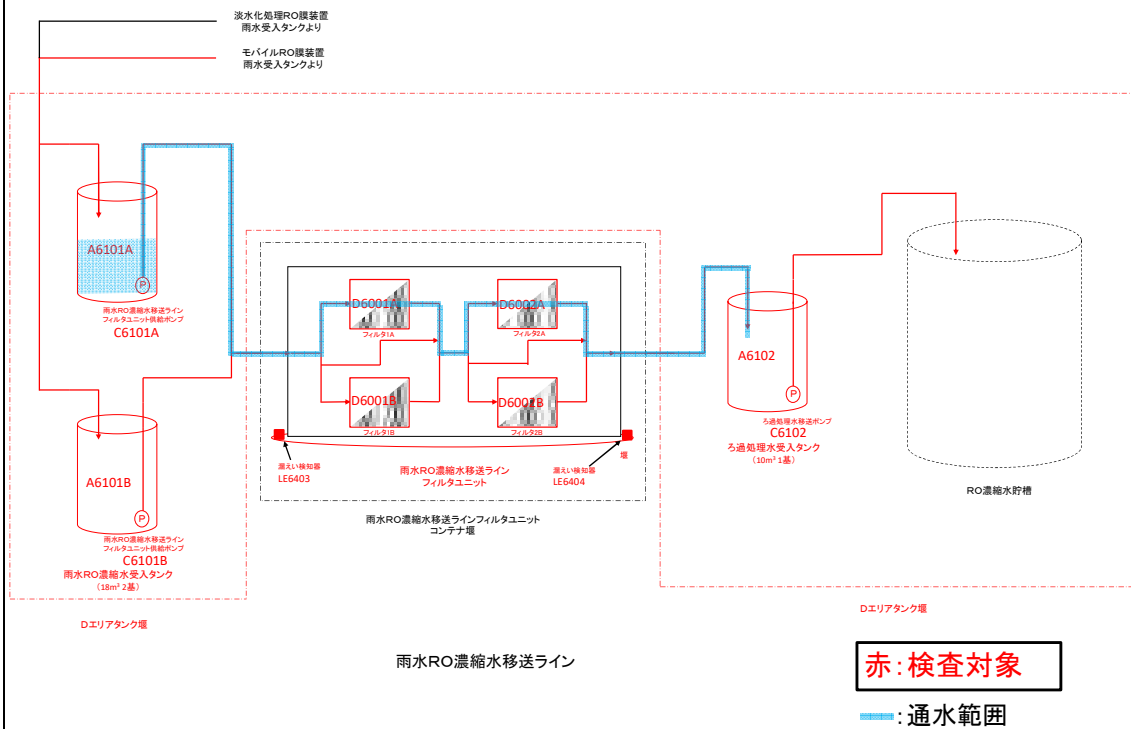 淡水化処理RO膜装置
雨水受入タンクより
モバイルRO膜装置
雨水受入タンクより
A6101A
P
雨水RO濃縮水移送ライン
フィルタユニット供給ポンプ
C6101A
A6101B
P
雨水RO濃縮水移送ライン
フィルタユニット供給ポンプ
C6101B
雨水RO濃縮水受入タンク
(18m³ 2基)
Dエリアタンク堰
D6001A
フィルタ1A
D6002A
フィルタ2A
D6001B
フィルタ1B
D6001B
フィルタ2B
漏えい検知器
LE6403
雨水RO濃縮水移送ライン
フィルタユニット
漏えい検知器
LE6404
堰
雨水RO濃縮水移送ラインフィルタユニット
コンテナ堰
A6102
P
ろ過処理水移送ポンプ
C6102
ろ過処理水受入タンク
(10m³ 1基)
RO濃縮水貯槽
Dエリアタンク堰
雨水RO濃縮水移送ライン
赤:検査対象
:通水範囲